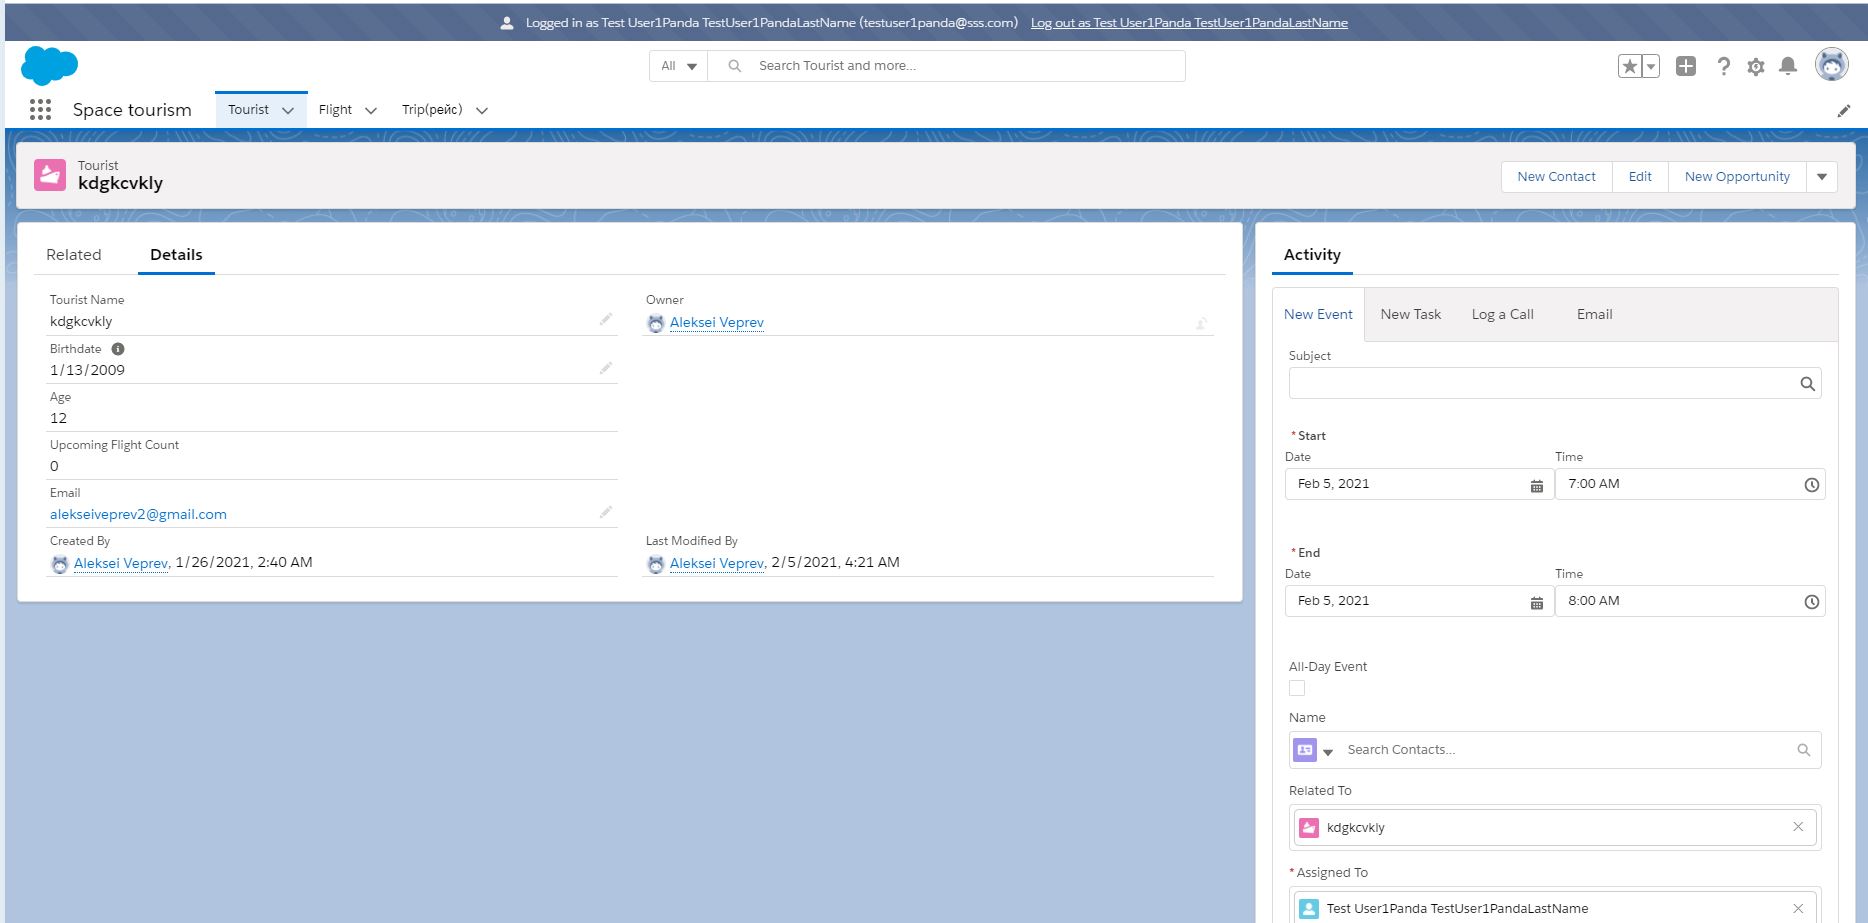 Logged in as Test User1Panda TestUser1PandaLastName (testuser1panda@sss.com) Log out as Test User1Panda TestUser1PandaLastName
All Search Tourist and more...
Space tourism Tourist Flight Trip(рейс)
Tourist
kdgkcvkly
New Contact Edit New Opportunity
Related Details
Tourist Name
kdgkcvkly
Owner
Aleksei Veprev
Birthdate
1/13/2009
Age
12
Upcoming Flight Count
0
Email
alekseiveprev2@gmail.com
Created By
Aleksei Veprev, 1/26/2021, 2:40 AM
Last Modified By
Aleksei Veprev, 2/5/2021, 4:21 AM
Activity
New Event New Task Log a Call Email
Subject
* Start
Date Time
Feb 5, 2021 7:00 AM
* End
Date Time
Feb 5, 2021 8:00 AM
All-Day Event
Name
Search Contacts...
Related To
kdgkcvkly
* Assigned To
Test User1Panda TestUser1PandaLastName